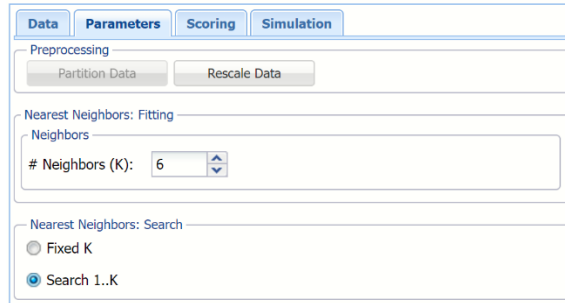 Data Parameters Scoring Simulation
Preprocessing
Partition Data Rescale Data
Nearest Neighbors: Fitting
Neighbors
# Neighbors (K): 6
Nearest Neighbors: Search
Fixed K
Search 1..K